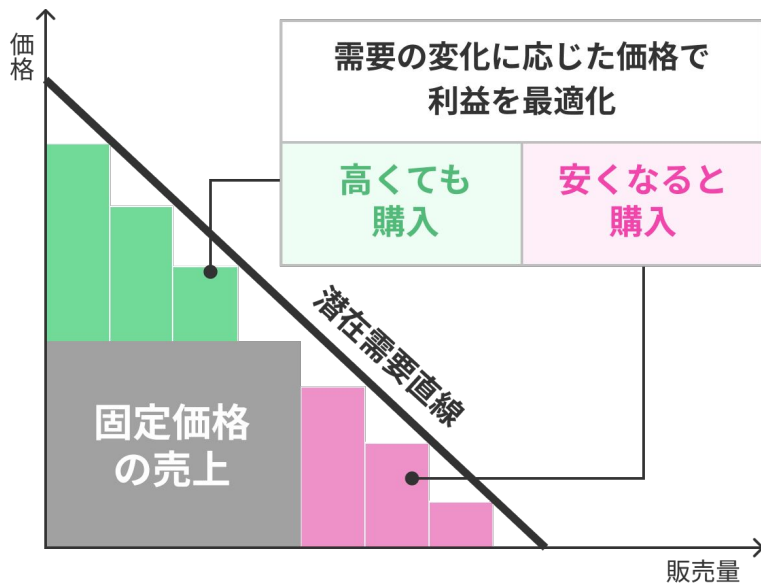 価格
需要の変化に応じた価格で
利益を最適化
高くても
購入
安くなると
購入
潜在需要直線
固定価格
の売上
販売量